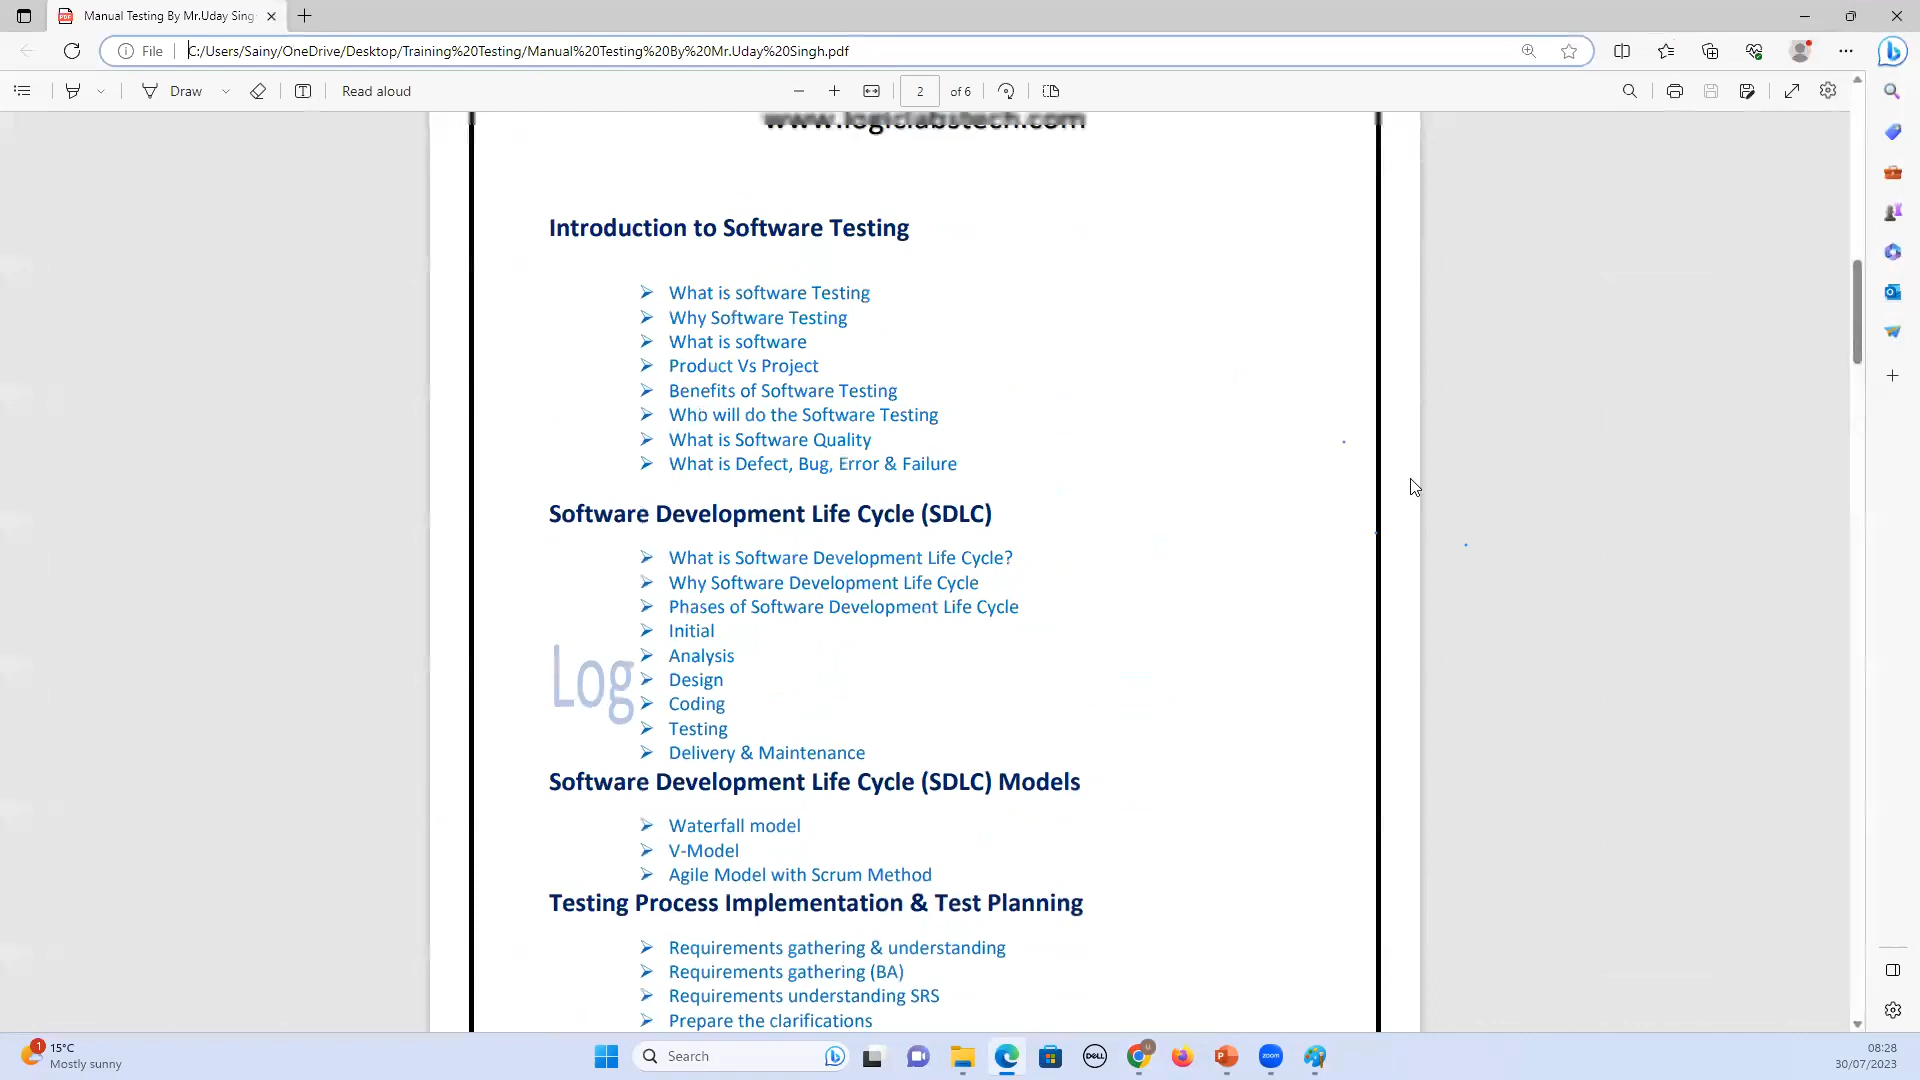 Manual Testing By Mr.Uday Sing
File
C:/Users/Sainy/OneDrive/Desktop/Training%20Testing/Manual%20Testing%20By%20Mr.Uday%20Singh.pdf
Draw
Read aloud
2
of 6
www.logiclabstech.com
Introduction to Software Testing
What is software Testing
Why Software Testing
What is software
Product Vs Project
Benefits of Software Testing
Who will do the Software Testing
What is Software Quality
What is Defect, Bug, Error & Failure
Software Development Life Cycle (SDLC)
What is Software Development Life Cycle?
Why Software Development Life Cycle
Phases of Software Development Life Cycle
Initial
Analysis
Log
Design
Coding
Testing
Delivery & Maintenance
Software Development Life Cycle (SDLC) Models
Waterfall model
V-Model
Agile Model with Scrum Method
Testing Process Implementation & Test Planning
Requirements gathering & understanding
Requirements gathering (BA)
Requirements understanding SRS
Prepare the clarifications
1
15°C
Mostly sunny
Search
DELL
zoom
08:28
30/07/2023